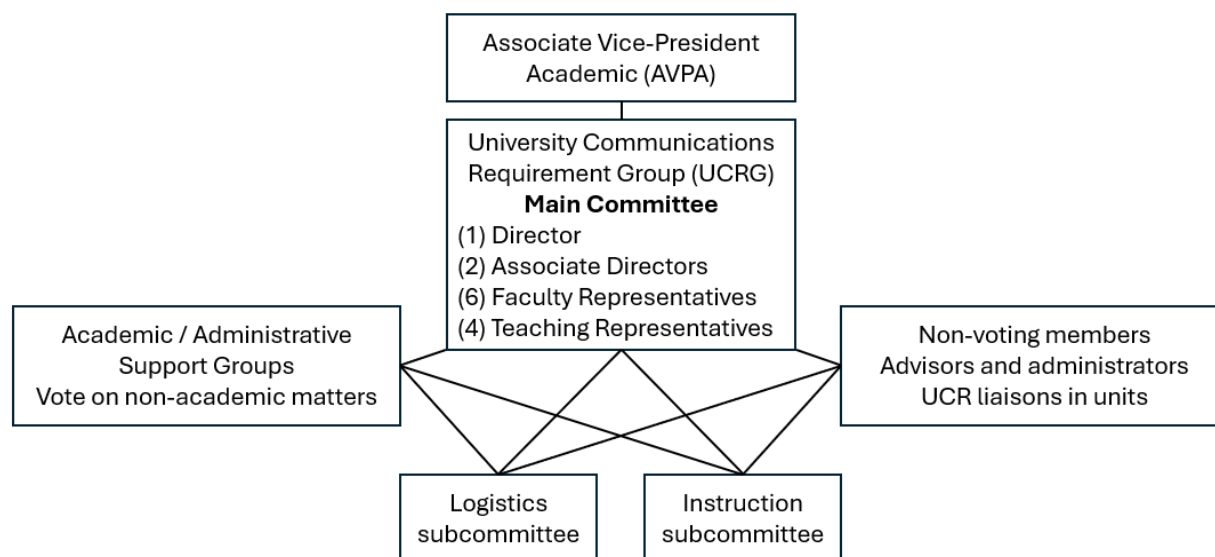 Associate Vice-President
Academic (AVPA)
University Communications
Requirement Group (UCRG)
Main Committee
(1) Director
(2) Associate Directors
(6) Faculty Representatives
(4) Teaching Representatives
Academic / Administrative
Support Groups
Vote on non-academic matters
Non-voting members
Advisors and administrators
UCR liaisons in units
Logistics
subcommittee
Instruction
subcommittee